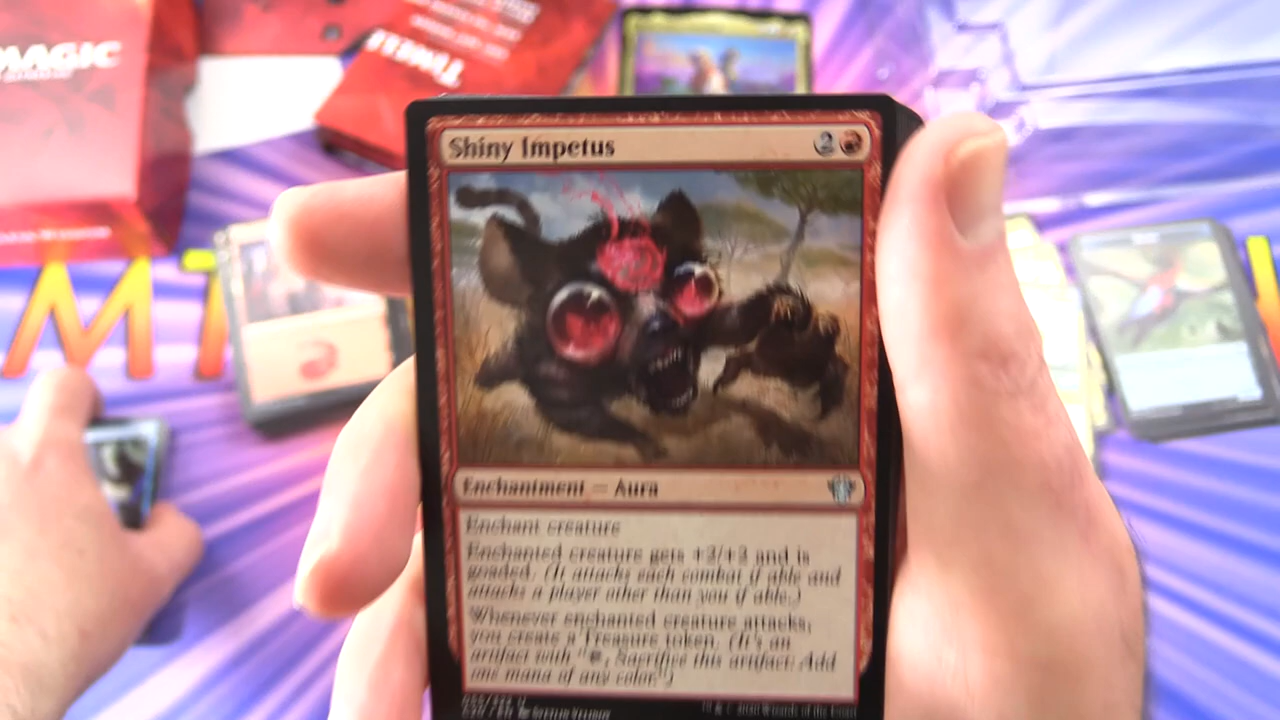 MAGIC
Shiny Impetus
2
MT
Enchantment — Aura
Enchant creature
Enchanted creature gets +2/+2 and is
goaded. (It attacks each combat if able and
attacks a player other than you if able.)
Whenever enchanted creature attacks,
you create a Treasure token. (It's an
artifact with "T, Sacrifice this artifact: Add
one mana of any color.")